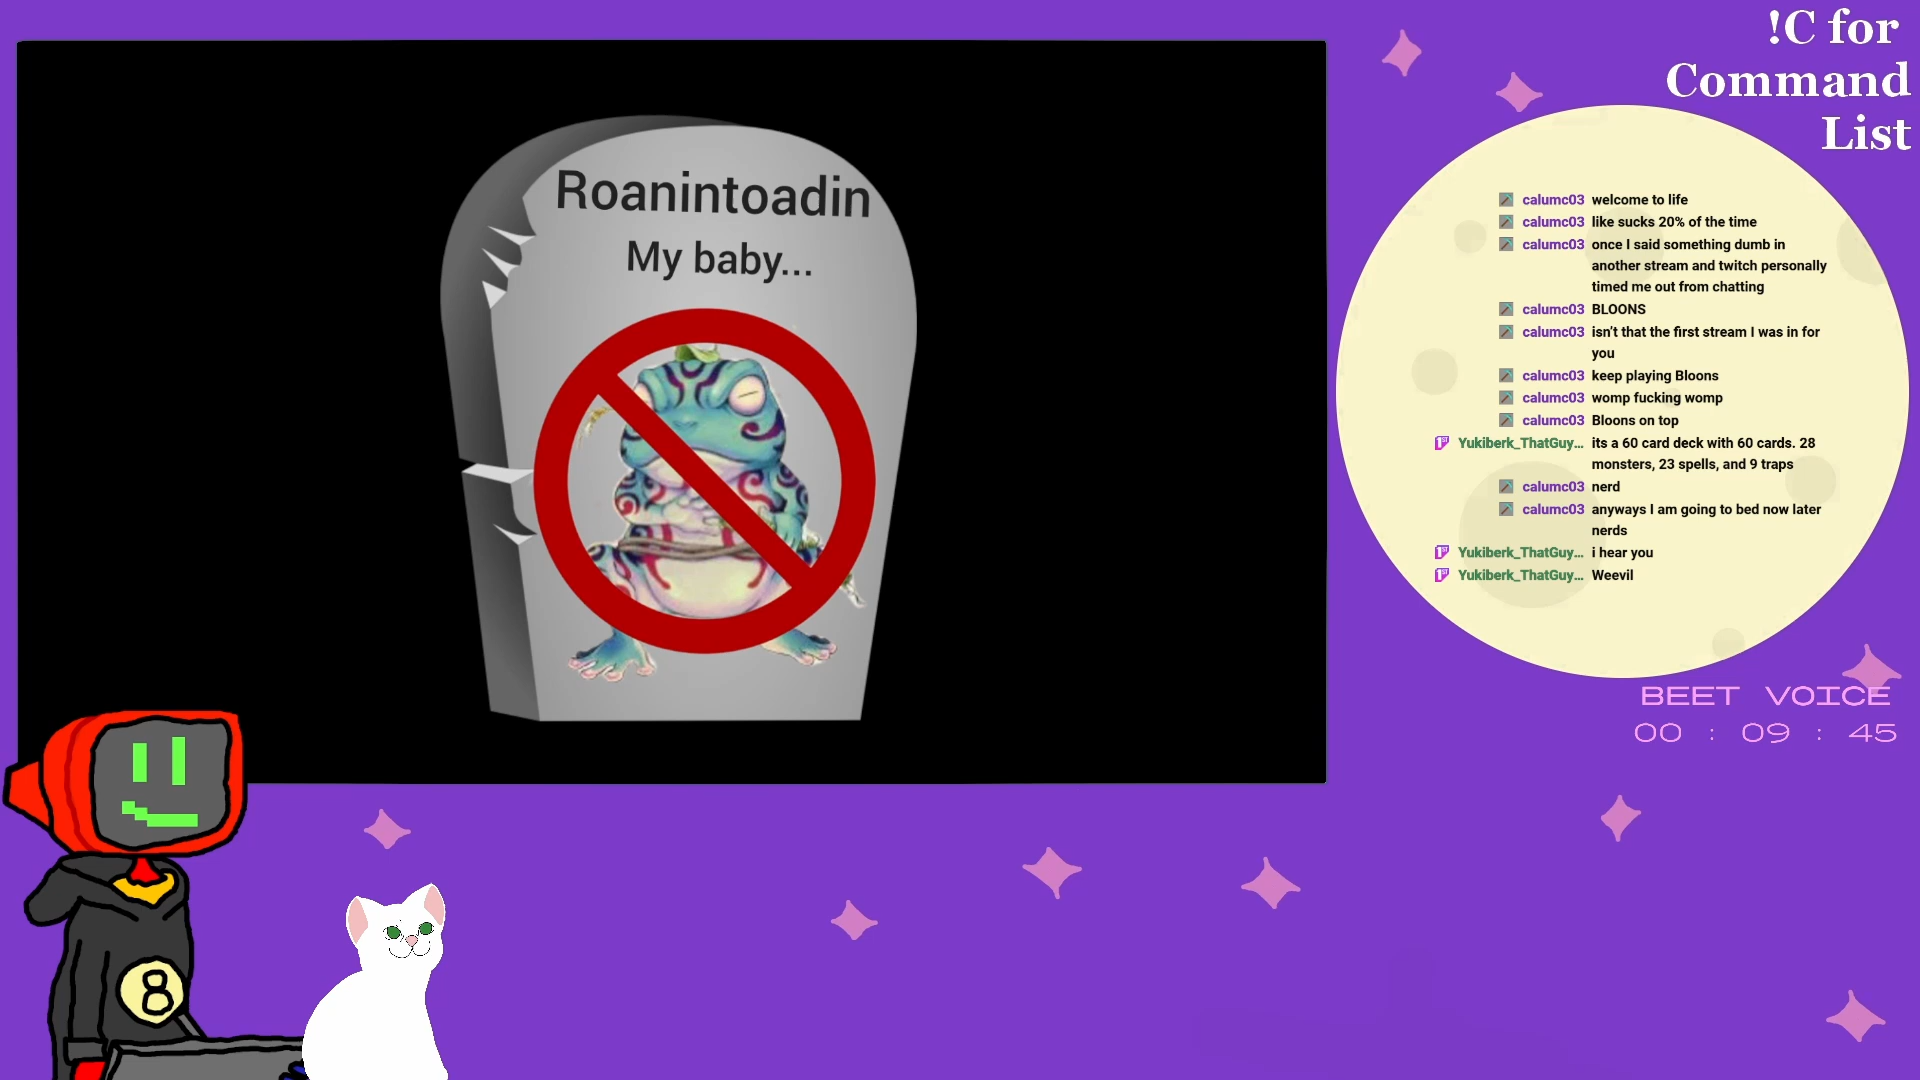 !C for
Command
List
Roanintoadin
My baby...
calumc03 welcome to life
calumc03 like sucks 20% of the time
calumc03 once I said something dumb in
another stream and twitch personally
timed me out from chatting
calumc03 BLOONS
calumc03 isn't that the first stream I was in for
you
calumc03 keep playing Bloons
calumc03 womp fucking womp
calumc03 Bloons on top
Yukiberk_ThatGuy... its a 60 card deck with 60 cards. 28
monsters, 23 spells, and 9 traps
calumc03 nerd
calumc03 anyways I am going to bed now later
nerds
Yukiberk_ThatGuy... i hear you
Yukiberk_ThatGuy... Weevil
BEET VOICE
00 : 09 : 45
8